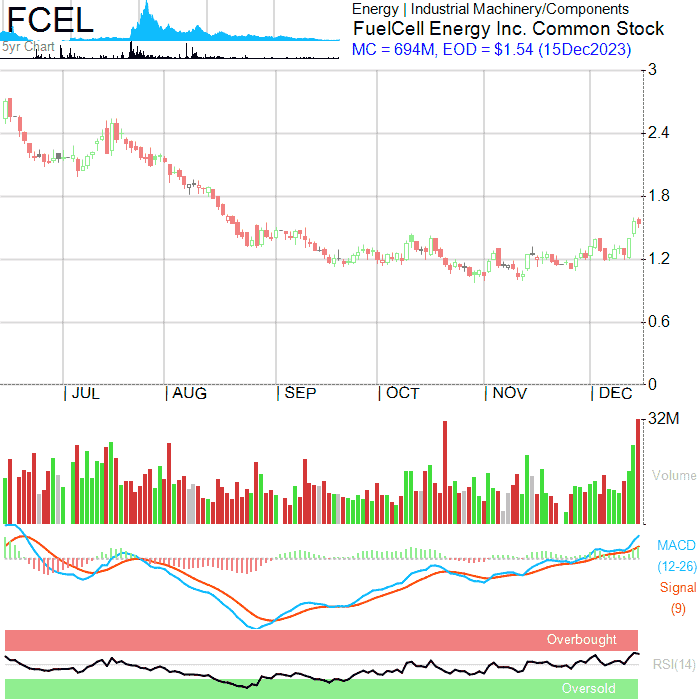 FCEL
5yr Chart
Energy | Industrial Machinery/Components
FuelCell Energy Inc. Common Stock
MC = 694M, EOD = $1.54 (15Dec2023)
3
2.4
1.8
1.2
0.6
0
JUL AUG SEP OCT NOV DEC
32M
Volume
MACD
(12-26)
Signal
(9)
Overbought
RSI(14)
Oversold